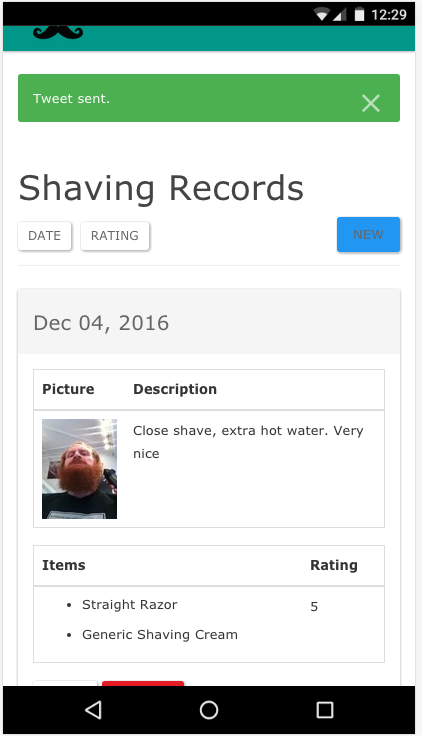 12:29
Tweet sent.
Shaving Records
DATE RATING NEW
Dec 04, 2016
Picture Description
Close shave, extra hot water. Very
nice
Items Rating
• Straight Razor 5
• Generic Shaving Cream